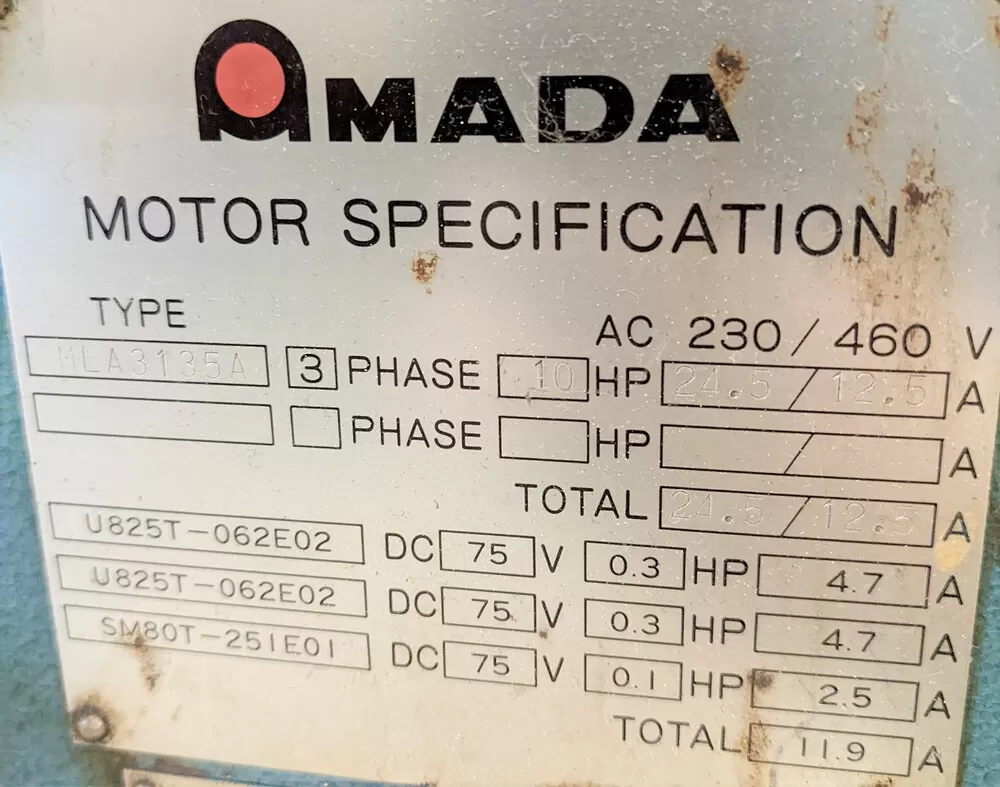 AMADA
MOTOR SPECIFICATION
TYPE AC 230 / 460 V
MLA3135A 3 PHASE 10 HP 24.5 / 12.5 A
PHASE HP / A
TOTAL 24.5 / 12.5 A
U825T-062E02 DC 75 V 0.3 HP 4.7 A
U825T-062E02 DC 75 V 0.3 HP 4.7 A
SM80T-251E01 DC 75 V 0.1 HP 2.5 A
TOTAL 11.9 A